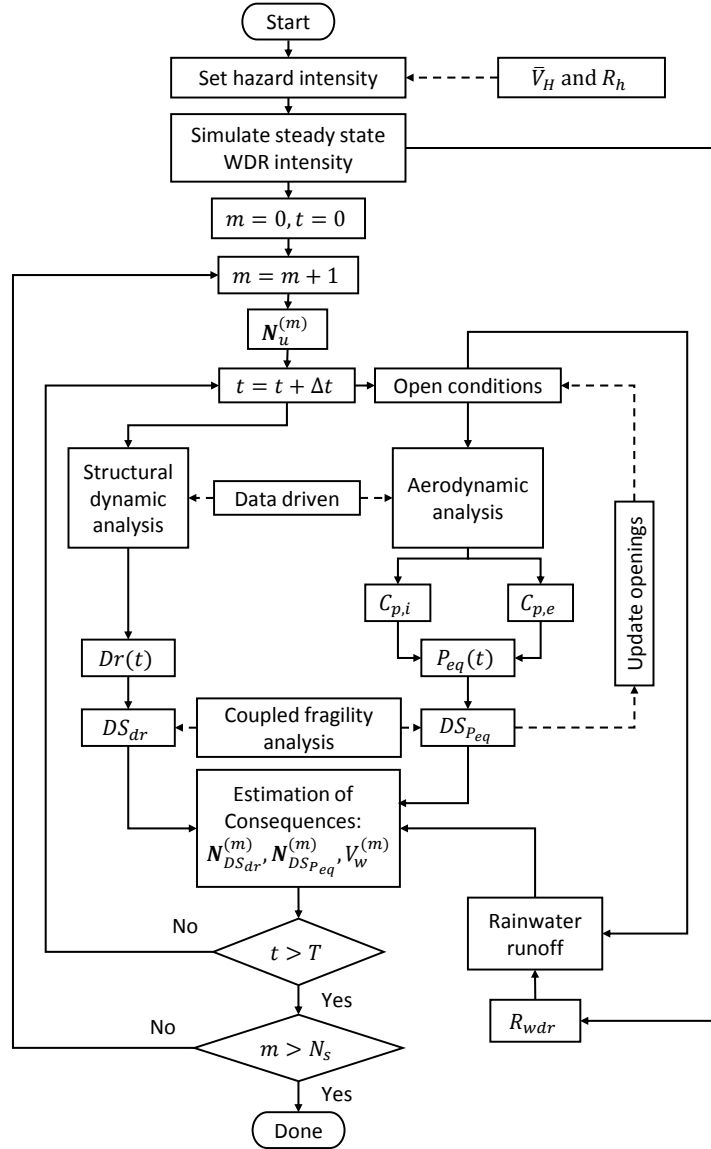 Start
Set hazard intensity
V̄_H and R_h
Simulate steady state
WDR intensity
m = 0, t = 0
m = m + 1
N_u^(m)
t = t + Δt
Open conditions
Structural
dynamic
analysis
Data driven
Aerodynamic
analysis
Update openings
C_p,i
C_p,e
Dr(t)
P_eq(t)
DS_dr
Coupled fragility
analysis
DS_P_eq
Estimation of
Consequences:
N_DS_dr^(m), N_DS_P_eq^(m), V_w^(m)
Rainwater
runoff
No
t > T
Yes
R_wdr
No
m > N_s
Yes
Done